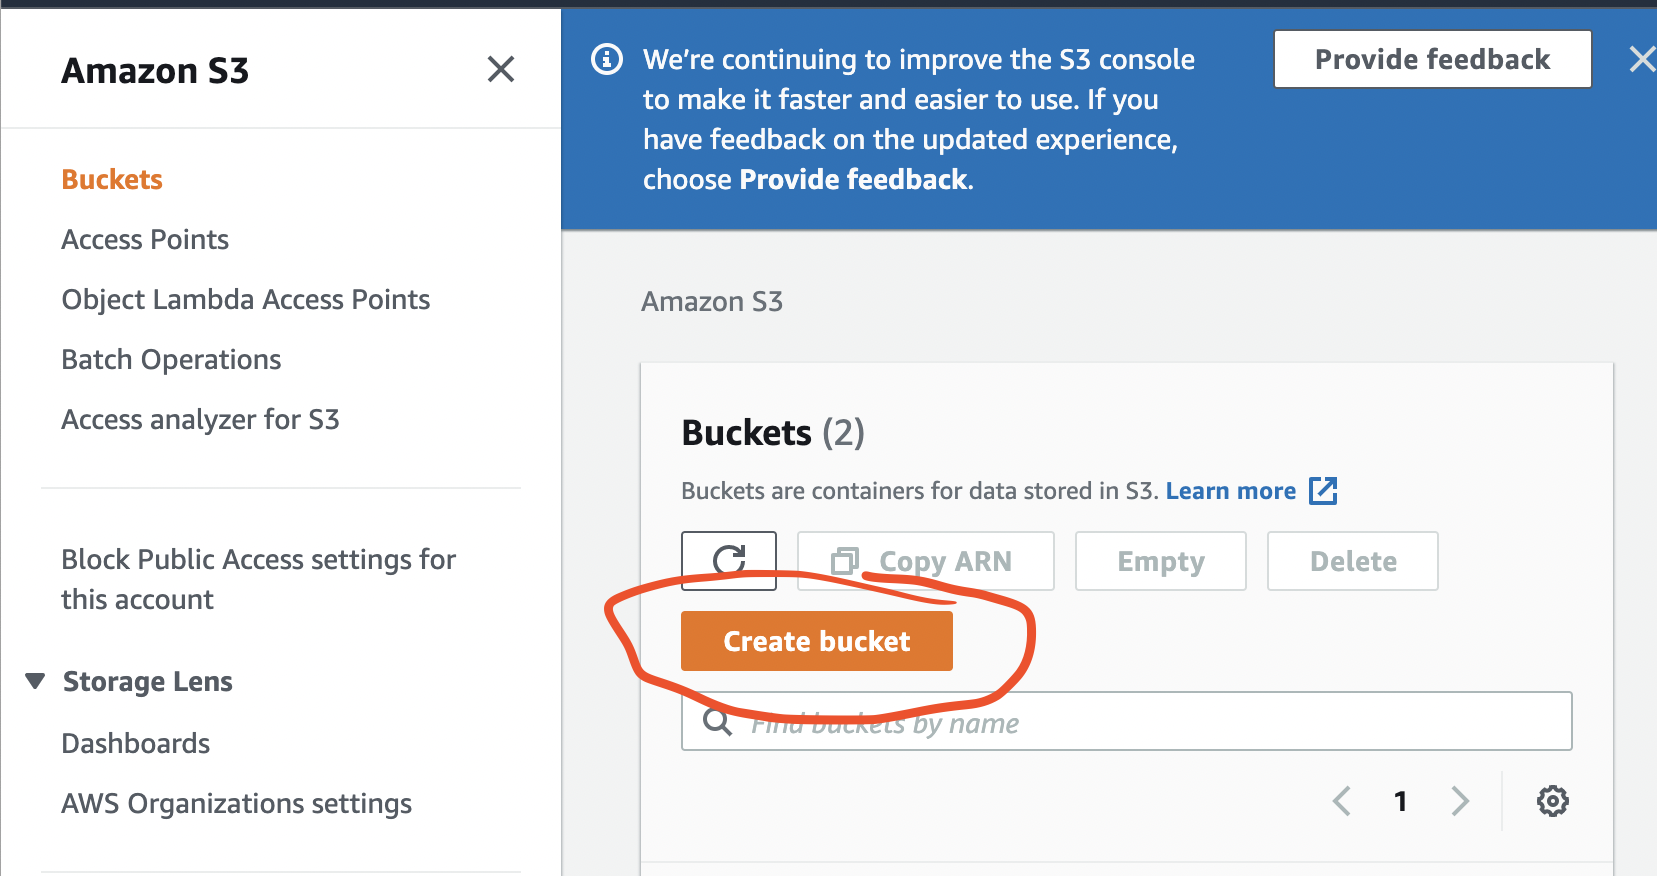 Amazon S3
Buckets
Access Points
Object Lambda Access Points
Batch Operations
Access analyzer for S3
Block Public Access settings for
this account
Storage Lens
Dashboards
AWS Organizations settings
We're continuing to improve the S3 console
to make it faster and easier to use. If you
have feedback on the updated experience,
choose Provide feedback.
Provide feedback
Amazon S3
Buckets (2)
Buckets are containers for data stored in S3. Learn more
Copy ARN
Empty
Delete
Create bucket
Find buckets by name
1